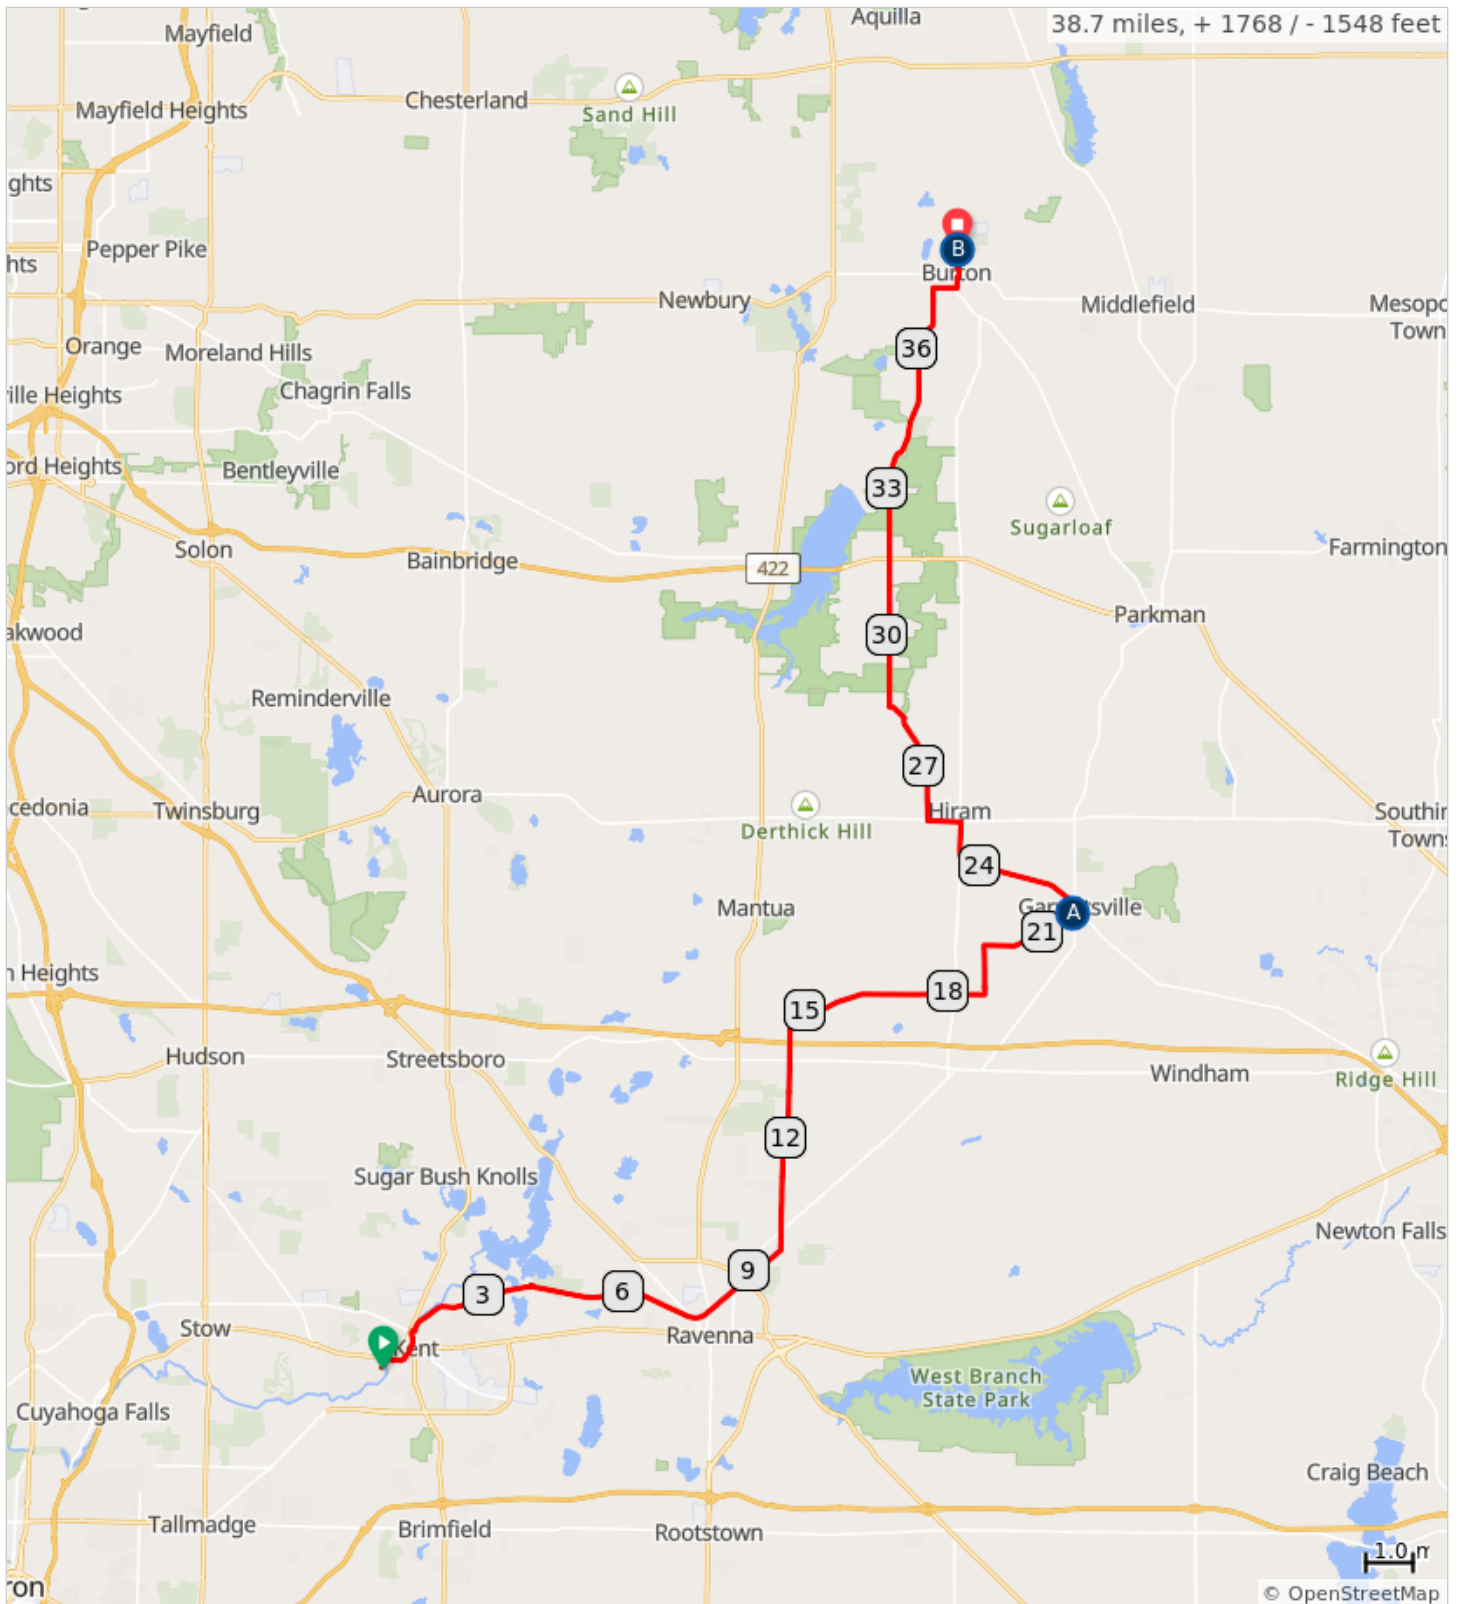 Aquilla
38.7 miles, + 1768 / - 1548 feet
Mayfield
Chesterland
Sand Hill
Mayfield Heights
ghts
Pepper Pike
hts
B
Burton
Newbury
Middlefield
Mesopo
Town
Orange
Moreland Hills
36
Chagrin Falls
ville Heights
ord Heights
Bentleyville
33
Sugarloaf
Solon
Bainbridge
422
Farmington
akwood
30
Parkman
Reminderville
27
Aurora
cedonia
Twinsburg
Derthick Hill
Hiram
Southin
Towns
24
Mantua
A
21
n Heights
18
15
Hudson
Streetsboro
Windham
Ridge Hill
12
Sugar Bush Knolls
Newton Falls
9
6
3
Stow
Kent
Ravenna
West Branch
State Park
Cuyahoga Falls
Craig Beach
Tallmadge
Brimfield
Rootstown
1.0 m
ron
© OpenStreetMap